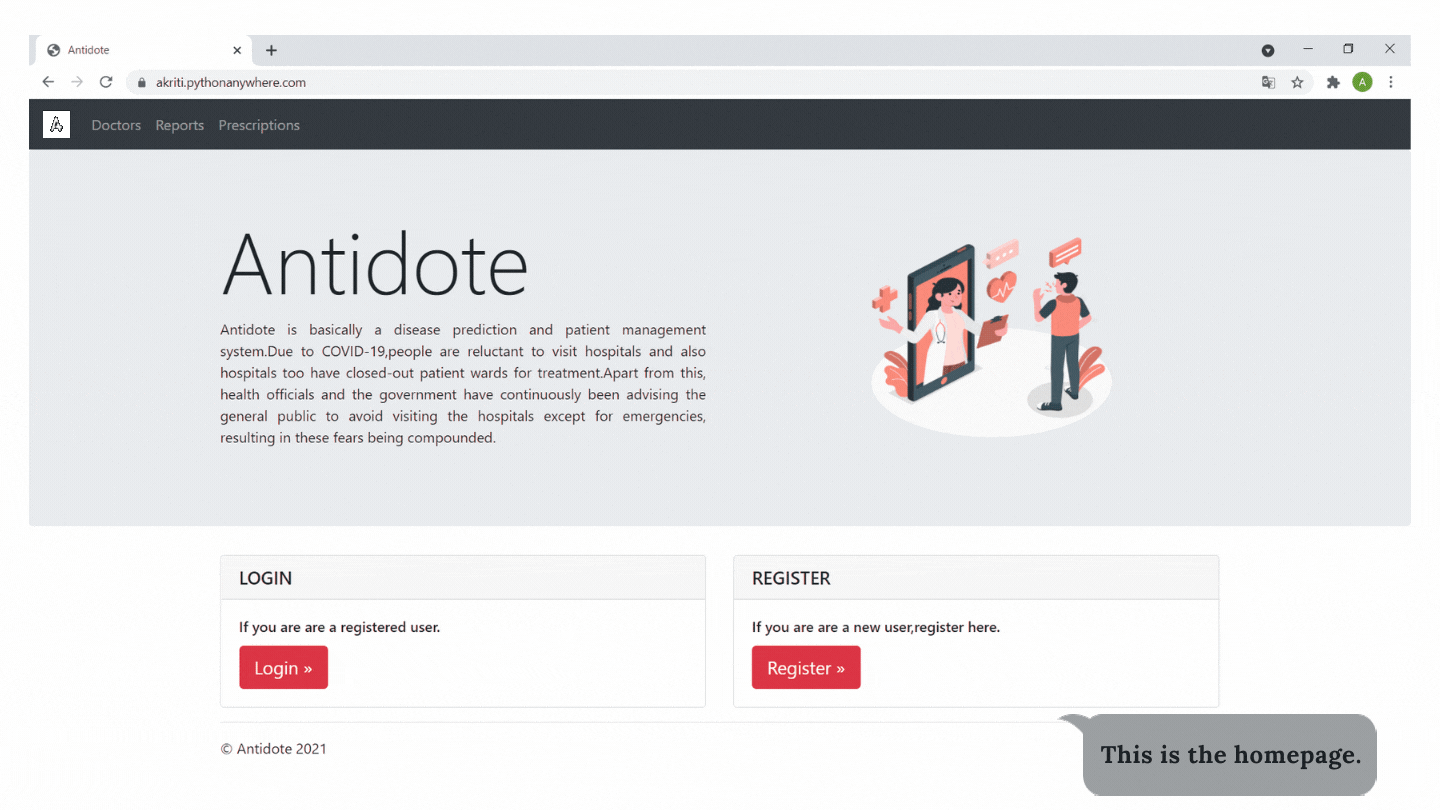 Antidote
akriti.pythonanywhere.com
A
A Doctors Reports Prescriptions
Antidote
Antidote is basically a disease prediction and patient management
system.Due to COVID-19,people are reluctant to visit hospitals and also
hospitals too have closed-out patient wards for treatment.Apart from this,
health officials and the government have continuously been advising the
general public to avoid visiting the hospitals except for emergencies,
resulting in these fears being compounded.
LOGIN
If you are are a registered user.
Login »
REGISTER
If you are are a new user,register here.
Register »
© Antidote 2021
This is the homepage.